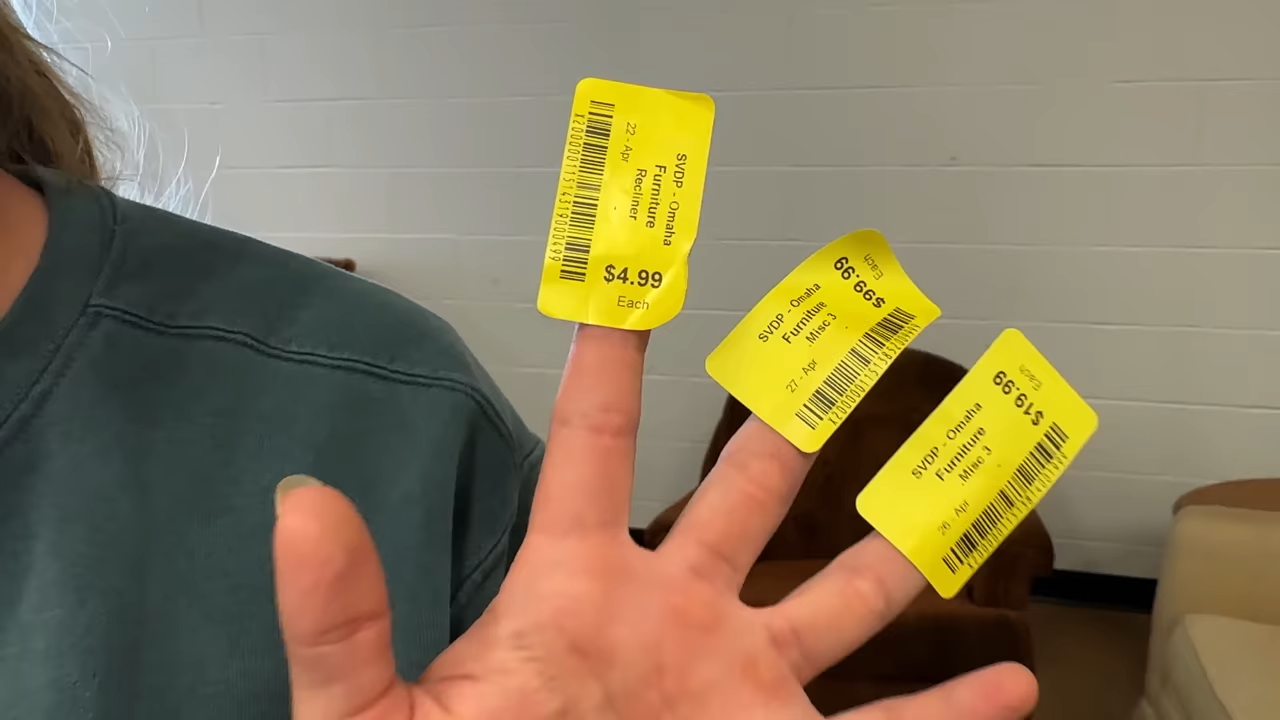 SVDP - Omaha
Furniture
Recliner
22 - Apr
X20000011514319000499
$4.99
Each
SVDP - Omaha
Furniture
Misc 3
27 - Apr
$99.99
Each
SVDP - Omaha
Furniture
Misc 3
26 - Apr
$19.99
Each